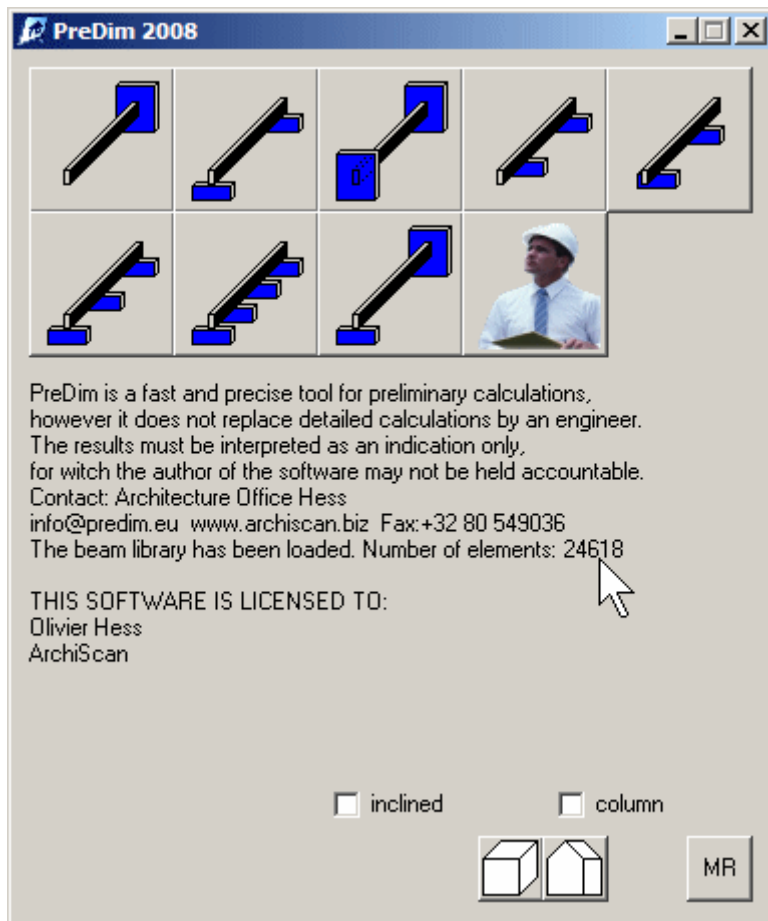 PreDim 2008
PreDim is a fast and precise tool for preliminary calculations,
however it does not replace detailed calculations by an engineer.
The results must be interpreted as an indication only,
for witch the author of the software may not be held accountable.
Contact: Architecture Office Hess
info@predim.eu  www.archiscan.biz  Fax:+32 80 549036
The beam library has been loaded. Number of elements: 24618
THIS SOFTWARE IS LICENSED TO:
Olivier Hess
ArchiScan
inclined column
MR